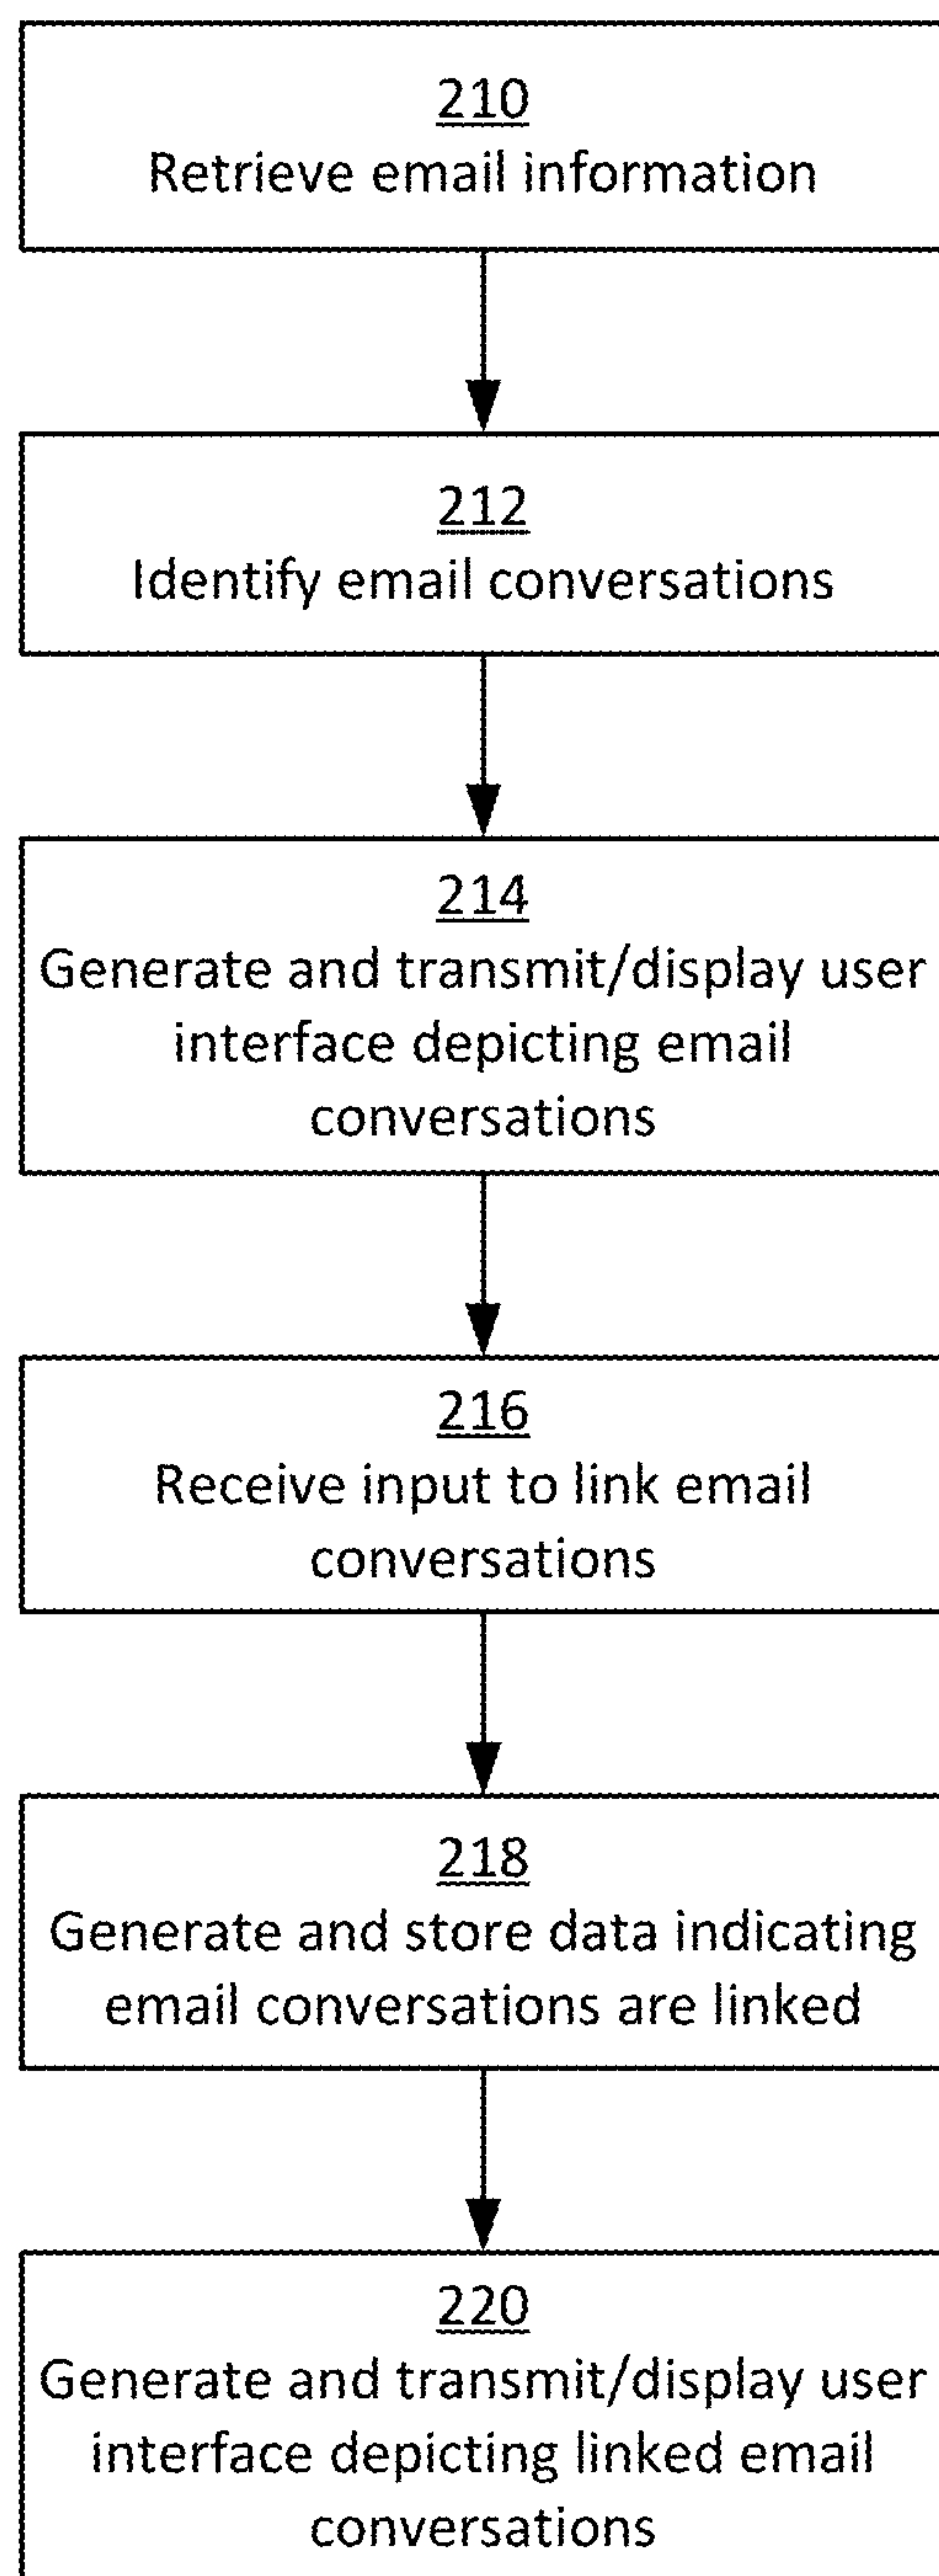 210
Retrieve email information
212
Identify email conversations
214
Generate and transmit/display user
interface depicting email
conversations
216
Receive input to link email
conversations
218
Generate and store data indicating
email conversations are linked
220
Generate and transmit/display user
interface depicting linked email
conversations